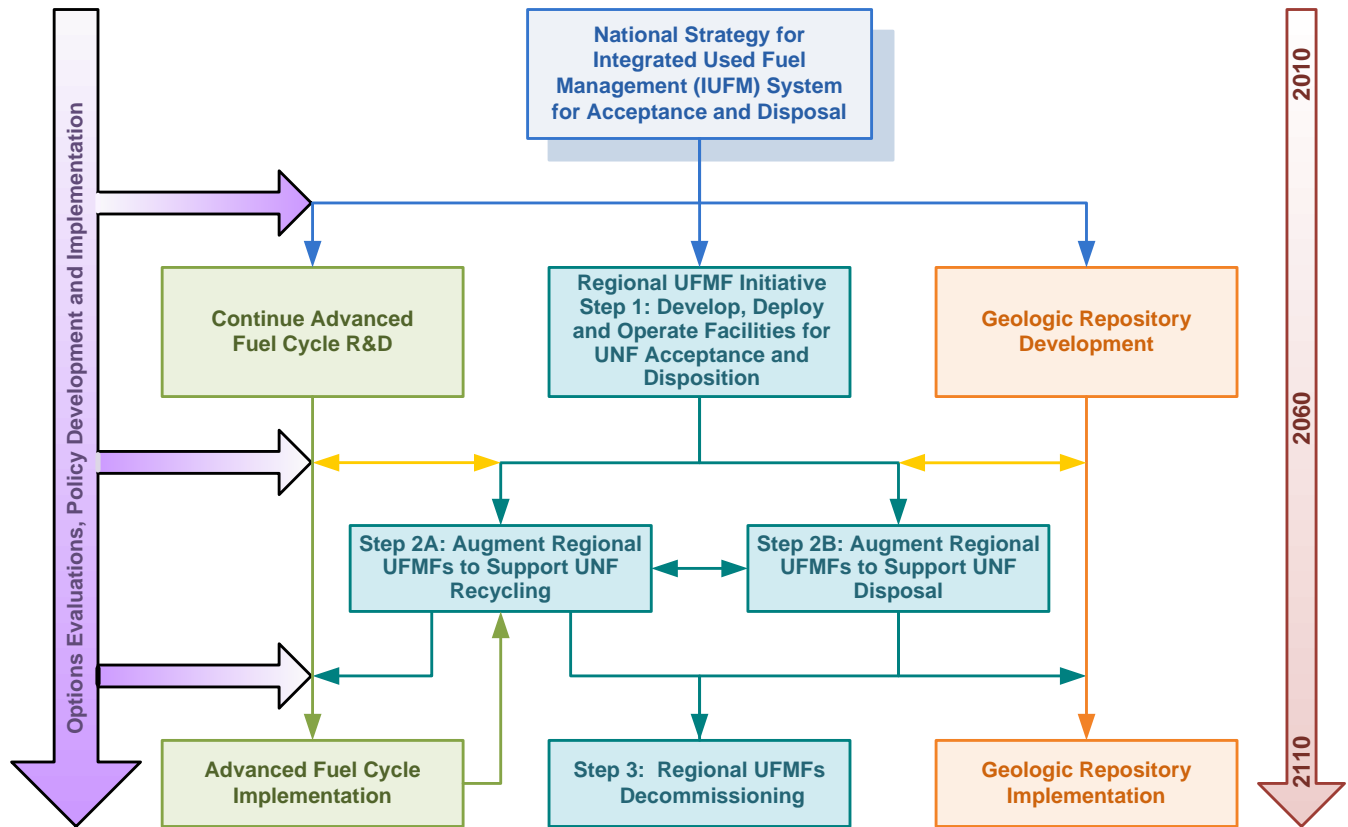 National Strategy for
Integrated Used Fuel
Management (IUFM) System
for Acceptance and Disposal
2010
Options Evaluations, Policy Development and Implementation
Continue Advanced
Fuel Cycle R&D
Regional UFMF Initiative
Step 1: Develop, Deploy
and Operate Facilities for
UNF Acceptance and
Disposition
Geologic Repository
Development
2060
Step 2A: Augment Regional
UFMFs to Support UNF
Recycling
Step 2B: Augment Regional
UFMFs to Support UNF
Disposal
Advanced Fuel Cycle
Implementation
Step 3:  Regional UFMFs
Decommissioning
Geologic Repository
Implementation
2110